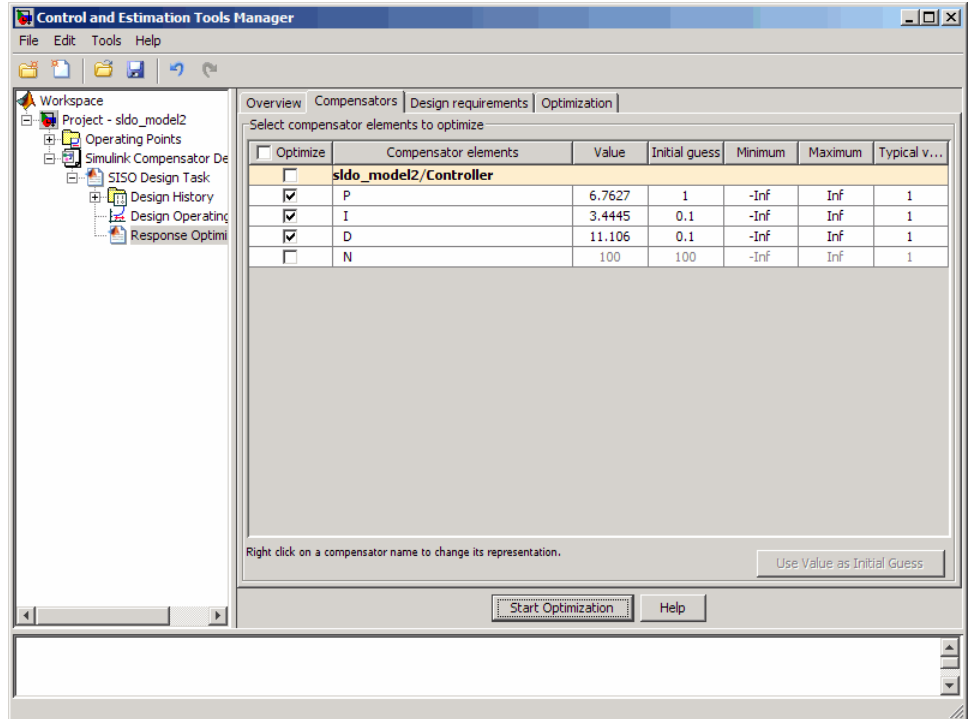 Control and Estimation Tools Manager
File Edit Tools Help
Workspace
Project - sldo_model2
Operating Points
Simulink Compensator De
SISO Design Task
Design History
Design Operating
Response Optimi
Overview Compensators Design requirements Optimization
Select compensator elements to optimize
Optimize Compensator elements Value Initial guess Minimum Maximum Typical v...
sldo_model2/Controller
P 6.7627 1 -Inf Inf 1
I 3.4445 0.1 -Inf Inf 1
D 11.106 0.1 -Inf Inf 1
N 100 100 -Inf Inf 1
Right click on a compensator name to change its representation.
Use Value as Initial Guess
Start Optimization Help